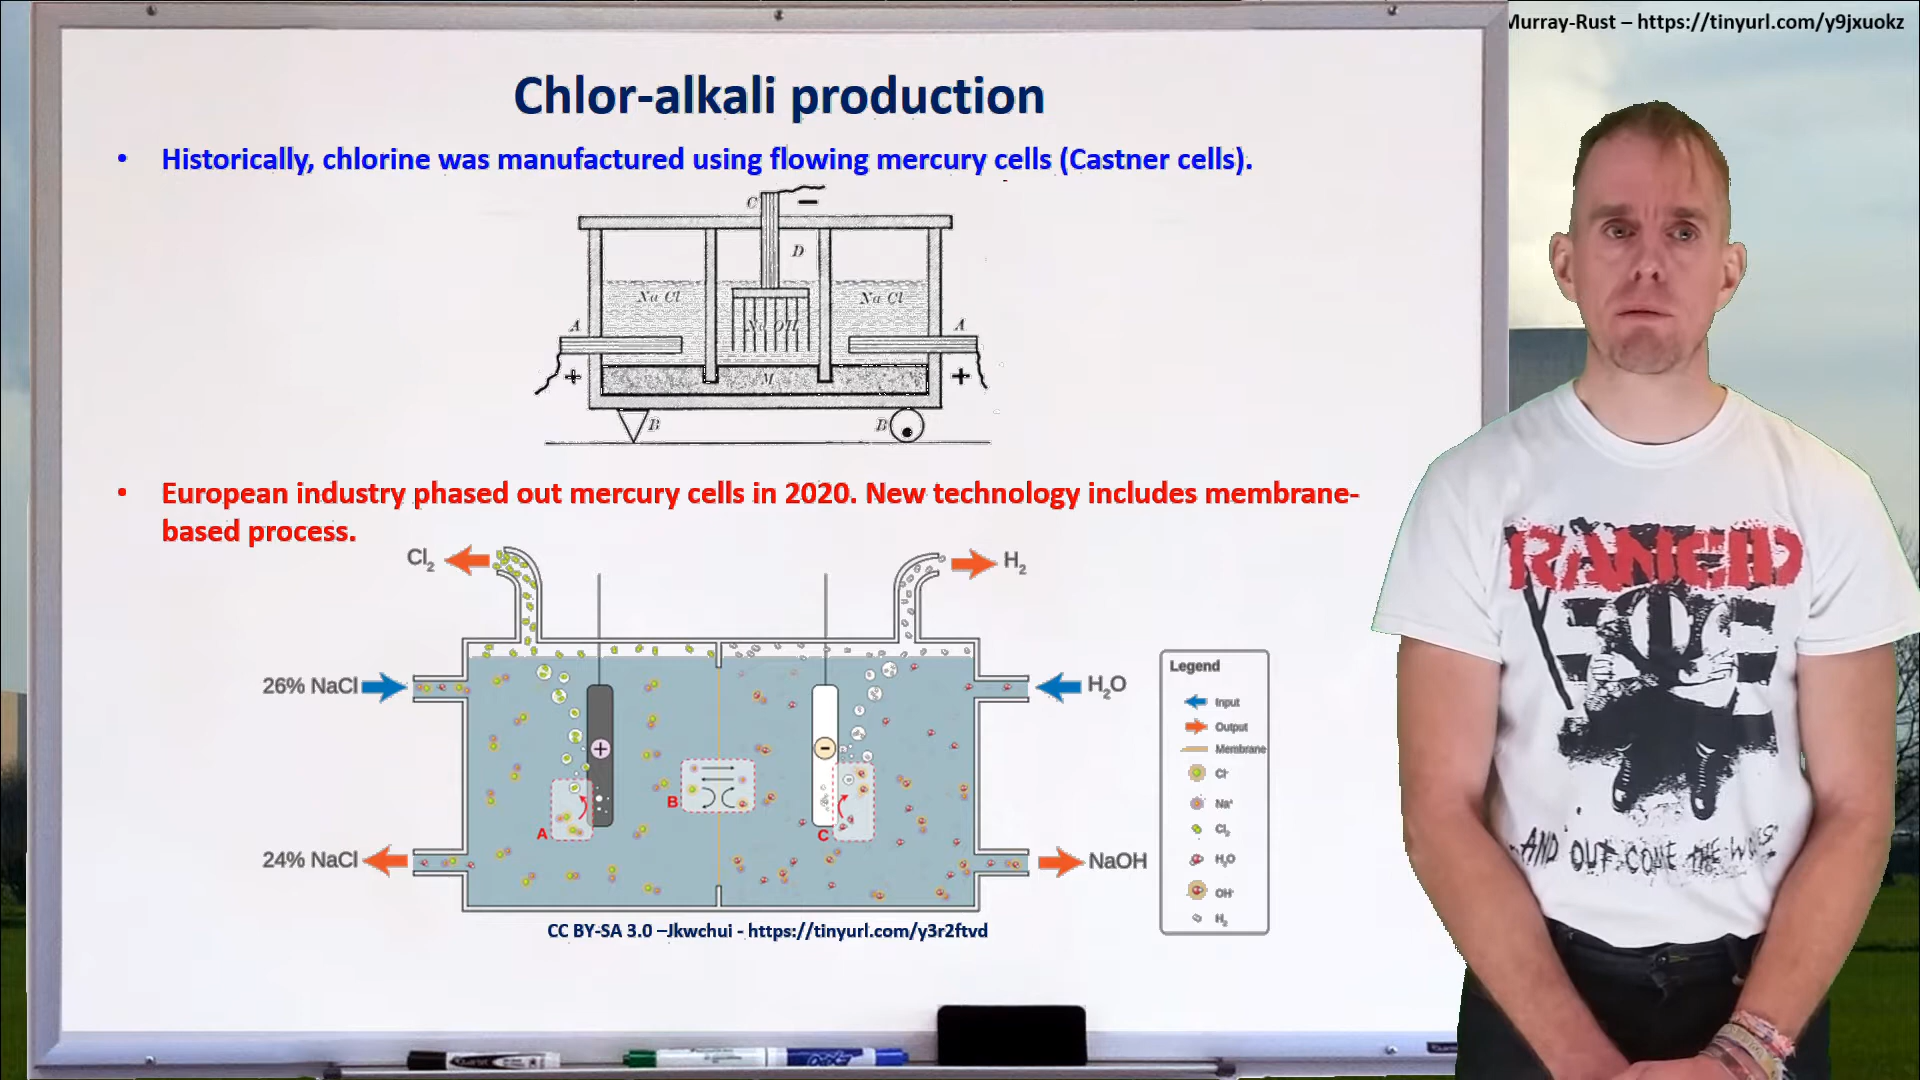 Murray-Rust – https://tinyurl.com/y9jxuokz
Chlor-alkali production
• Historically, chlorine was manufactured using flowing mercury cells (Castner cells).
C −
D
Na Cl
Na OH
Na Cl
A
A
+
M
+
B
B
• European industry phased out mercury cells in 2020. New technology includes membrane-
based process.
Cl2
H2
26% NaCl
H2O
+
−
A
B
C
24% NaCl
NaOH
Legend
Input
Output
Membrane
Cl-
Na+
Cl2
H2O
OH-
H2
CC BY-SA 3.0 –Jkwchui - https://tinyurl.com/y3r2ftvd
RANCID
AND OUT COME THE WOLVES